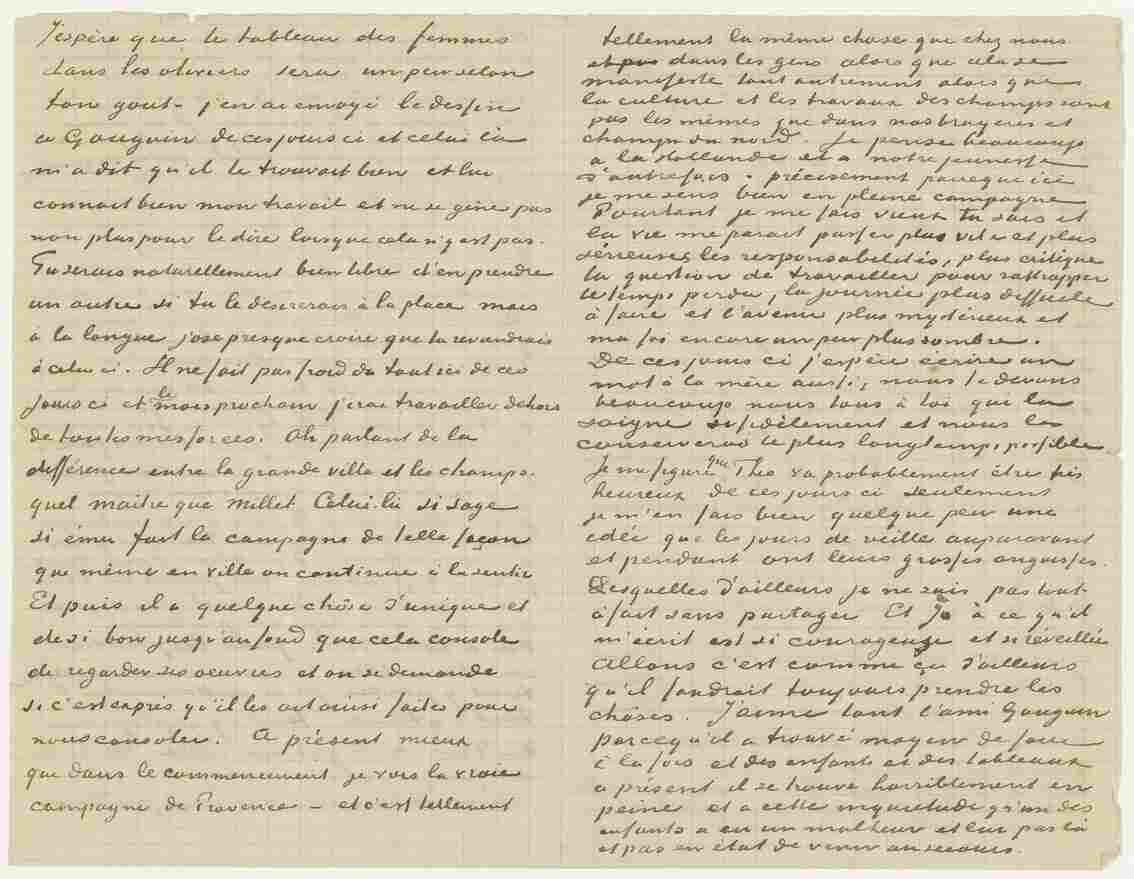 J'espère que le tableau des femmes
dans les oliviers sera un peu selon
ton gout – j'en ai envoyé le dessin
a Gauguin de ces jours ci et celui là
m'a dit qu'il le trouvait bien et lui
connait bien mon travail et ne se gêne pas
non plus pour le dire lorsque cela n'y est pas.
Tu serais naturellement bien libre d'en prendre
un autre si tu le desirerais à la place mais
à la longue j'ose presque croire que tu reviendrais
à celui ci. Il ne fait pas froid du tout ici de ces
jours ci et le mois prochain j'irai travailler dehors
de toutes mes forces. Ah parlant de la
différence entre la grande ville et les champs.
quel maitre que Millet. Celui-là si sage
si ému fait la campagne de telle façon
que même en ville on continue à la sentir
Et puis il a quelque chôse d'unique et
de si bon jusqu'au fond que cela console
de regarder ses oeuvres et on se demande
si c'est exprès qu'il les ait ainsi faites pour
nous consoler. A présent mieux
que dans le commencement je vois la vraie
campagne de Provence – et c'est tellement
tellement la même chose que chez nous
dans les gens alors que cela se
manifeste tout autrement alors que
la culture et les travaux des champs sont
pas les mêmes que dans nos bruyeres et
champs du nord. Je pense beaucoup
a la Hollande et a notre jeunesse
d'autrefois – précisement parceque ici
je me sens bien en pleine campagne
Pourtant je me fais vieux tu sais et
la vie me parait passer plus vite et plus
sérieuses les responsabilités, plus critique
la question de travailler pour rattrapper
le temps perdu, la journée plus difficile
à faire et l'avenir plus mystérieux et
ma foi encore un peu plus sombre.
De ces jours ci j'espère écrire un
mot à la mère aussi, nous te devons
beaucoup nous tous à toi qui la
soigne si fidèlement et nous la
conserveras le plus longtemps possible
Je me figure que Theo va probablement être très
heureux de ces jours ci seulement
je m'en fais bien quelque peu une
idée que les jours de veille auparavant
et pendant ont leurs grosses angoisses.
Desquelles d'ailleurs je ne suis pas tout
à fait sans partager Et Jo à ce qu'il
m'écrit est si courageuse et si reveillée
Allons c'est comme ça d'ailleurs
qu'il faudrait toujours prendre les
chôses. J'aime tant l'ami Gauguin
parcequ'il a trouvé moyen de faire
à la fois et des enfants et des tableaux
a présent il se trouve horriblement en
peine et a cette inquietude qu'un des
enfants a eu un malheur et lui pas là
et pas en état de venir au secours.